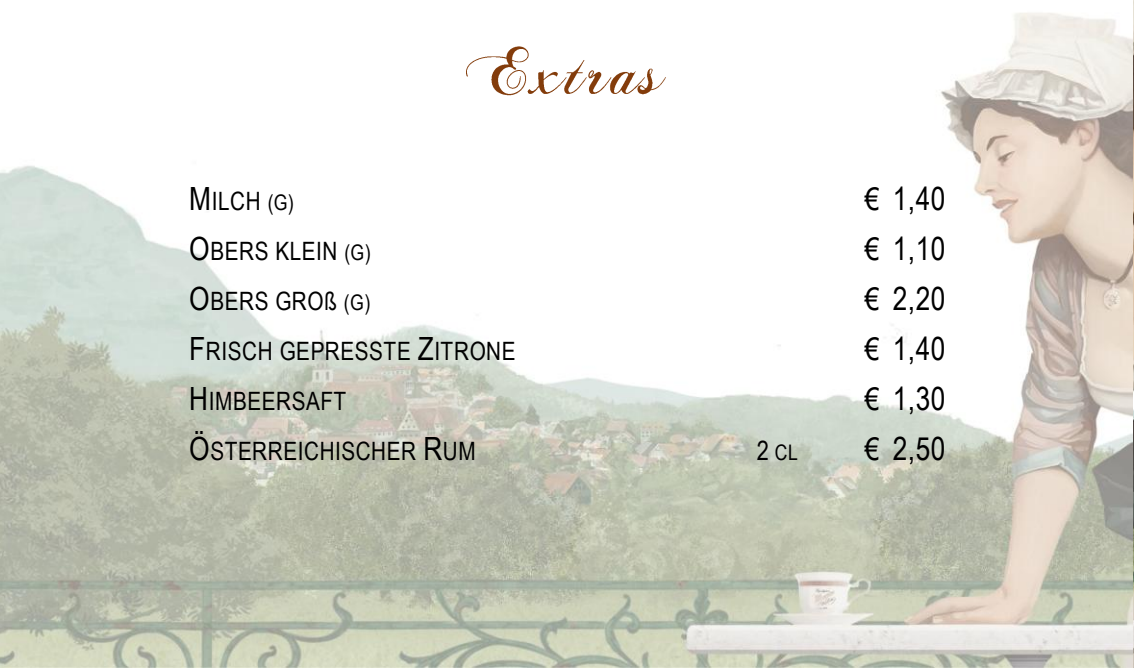 Extras
MILCH (G) € 1,40
OBERS KLEIN (G) € 1,10
OBERS GROß (G) € 2,20
FRISCH GEPRESSTE ZITRONE € 1,40
HIMBEERSAFT € 1,30
ÖSTERREICHISCHER RUM 2 CL € 2,50